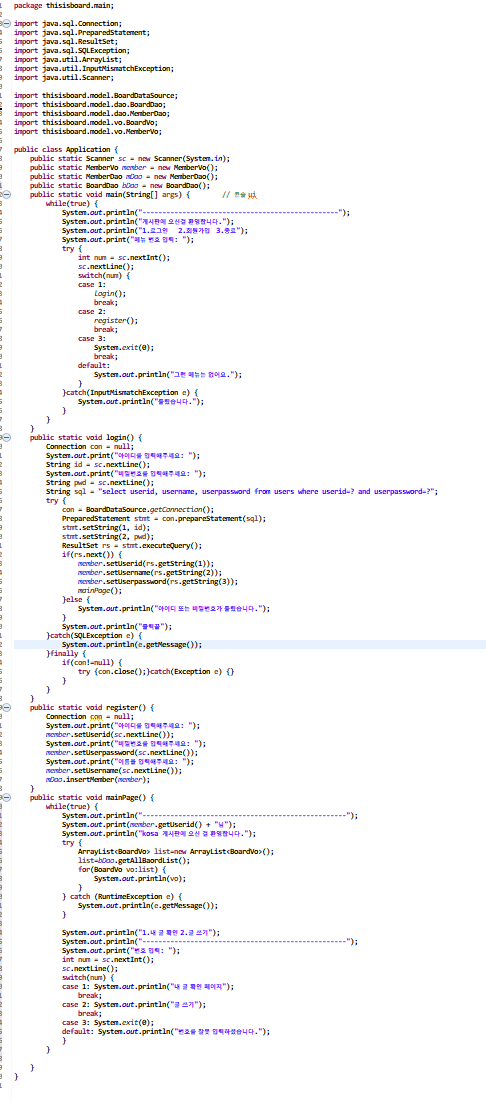 package thisisboard.main;
import java.sql.Connection;
import java.sql.PreparedStatement;
import java.sql.ResultSet;
import java.sql.SQLException;
import java.util.ArrayList;
import java.util.InputMismatchException;
import java.util.Scanner;
import thisisboard.model.BoardDataSource;
import thisisboard.model.dao.BoardDao;
import thisisboard.model.dao.MemberDao;
import thisisboard.model.vo.BoardVo;
import thisisboard.model.vo.MemberVo;
public class Application {
public static Scanner sc = new Scanner(System.in);
public static MemberVo member = new MemberVo();
public static MemberDao mDao = new MemberDao();
public static BoardDao bDao = new BoardDao();
public static void main(String[] args) { // 콘솔 ui
while(true) {
System.out.println("-------------------------------------------------");
System.out.println("게시판에 오신걸 환영합니다.");
System.out.println("1.로그인 2.회원가입 3.종료");
System.out.print("메뉴 번호 입력: ");
try {
int num = sc.nextInt();
sc.nextLine();
switch(num) {
case 1:
login();
break;
case 2:
register();
break;
case 3:
System.exit(0);
break;
default:
System.out.println("그런 메뉴는 없어요.");
}
}catch(InputMismatchException e) {
System.out.println("틀렸습니다.");
}
}
}
public static void login() {
Connection con = null;
System.out.print("아이디를 입력해주세요: ");
String id = sc.nextLine();
System.out.print("비밀번호를 입력해주세요: ");
String pwd = sc.nextLine();
String sql = "select userid, username, userpassword from users where userid=? and userpassword=?";
try {
con = BoardDataSource.getConnection();
PreparedStatement stmt = con.prepareStatement(sql);
stmt.setString(1, id);
stmt.setString(2, pwd);
ResultSet rs = stmt.executeQuery();
if(rs.next()) {
member.setUserid(rs.getString(1));
member.setUsername(rs.getString(2));
member.setUserpassword(rs.getString(3));
mainPage();
}else {
System.out.println("아이디 또는 비밀번호가 틀렸습니다.");
}
System.out.println("블럭끝");
}catch(SQLException e) {
System.out.println(e.getMessage());
}finally {
if(con!=null) {
try {con.close();}catch(Exception e) {}
}
}
}
public static void register() {
Connection con = null;
System.out.print("아이디를 입력해주세요: ");
member.setUserid(sc.nextLine());
System.out.print("비밀번호를 입력해주세요: ");
member.setUserpassword(sc.nextLine());
System.out.print("이름을 입력해주세요: ");
member.setUsername(sc.nextLine());
mDao.insertMember(member);
}
public static void mainPage() {
while(true) {
System.out.println("---------------------------------------------------");
System.out.print(member.getUserid() + "님");
System.out.println("kosa 게시판에 오신 걸 환영합니다.");
try {
ArrayList<BoardVo> list=new ArrayList<BoardVo>();
list=bDao.getAllBaordList();
for(BoardVo vo:list) {
System.out.println(vo);
}
} catch (RuntimeException e) {
System.out.println(e.getMessage());
}
System.out.println("1.내 글 확인 2.글 쓰기");
System.out.println("---------------------------------------------------");
System.out.print("번호 입력: ");
int num = sc.nextInt();
sc.nextLine();
switch(num) {
case 1: System.out.println("내 글 확인 페이지");
break;
case 2: System.out.println("글 쓰기");
break;
case 3: System.exit(0);
default: System.out.println("번호를 잘못 입력하셨습니다.");
}
}
}
}